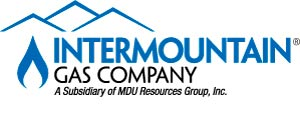 INTERMOUNTAIN®
GAS COMPANY
A Subsidiary of MDU Resources Group, Inc.